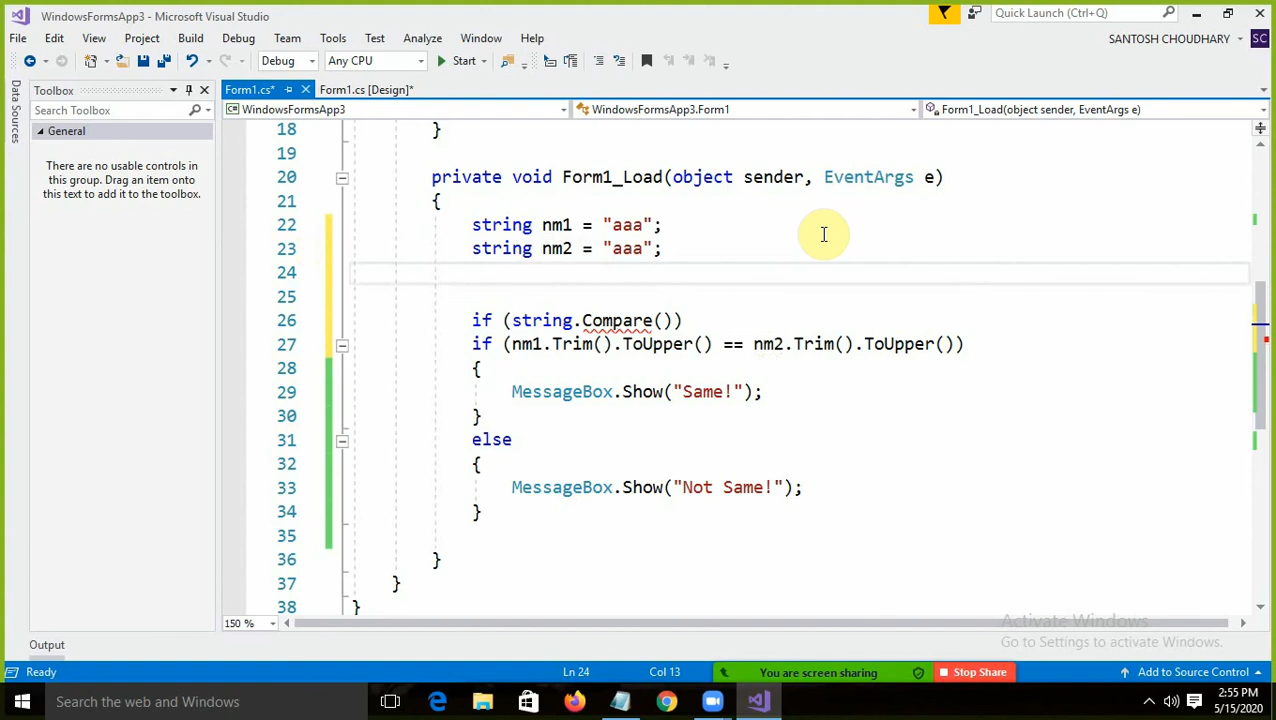 WindowsFormsApp3 - Microsoft Visual Studio
Quick Launch (Ctrl+Q)
File Edit View Project Build Debug Team Tools Test Analyze Window Help
SANTOSH CHOUDHARY SC
Debug Any CPU Start
Data Sources
Toolbox
Form1.cs* Form1.cs [Design]*
Search Toolbox
WindowsFormsApp3 WindowsFormsApp3.Form1 Form1_Load(object sender, EventArgs e)
General
There are no usable controls in
this group. Drag an item onto
this text to add it to the toolbox.
18 }
19
20 private void Form1_Load(object sender, EventArgs e)
21 {
22 string nm1 = "aaa";
23 string nm2 = "aaa";
24
25
26 if (string.Compare())
27 if (nm1.Trim().ToUpper() == nm2.Trim().ToUpper())
28 {
29 MessageBox.Show("Same!");
30 }
31 else
32 {
33 MessageBox.Show("Not Same!");
34 }
35
36 }
37 }
38 }
150 %
Activate Windows
Go to Settings to activate Windows.
Output
Ready Ln 24 Col 13 You are screen sharing Stop Share Add to Source Control
Search the web and Windows
2:55 PM
5/15/2020